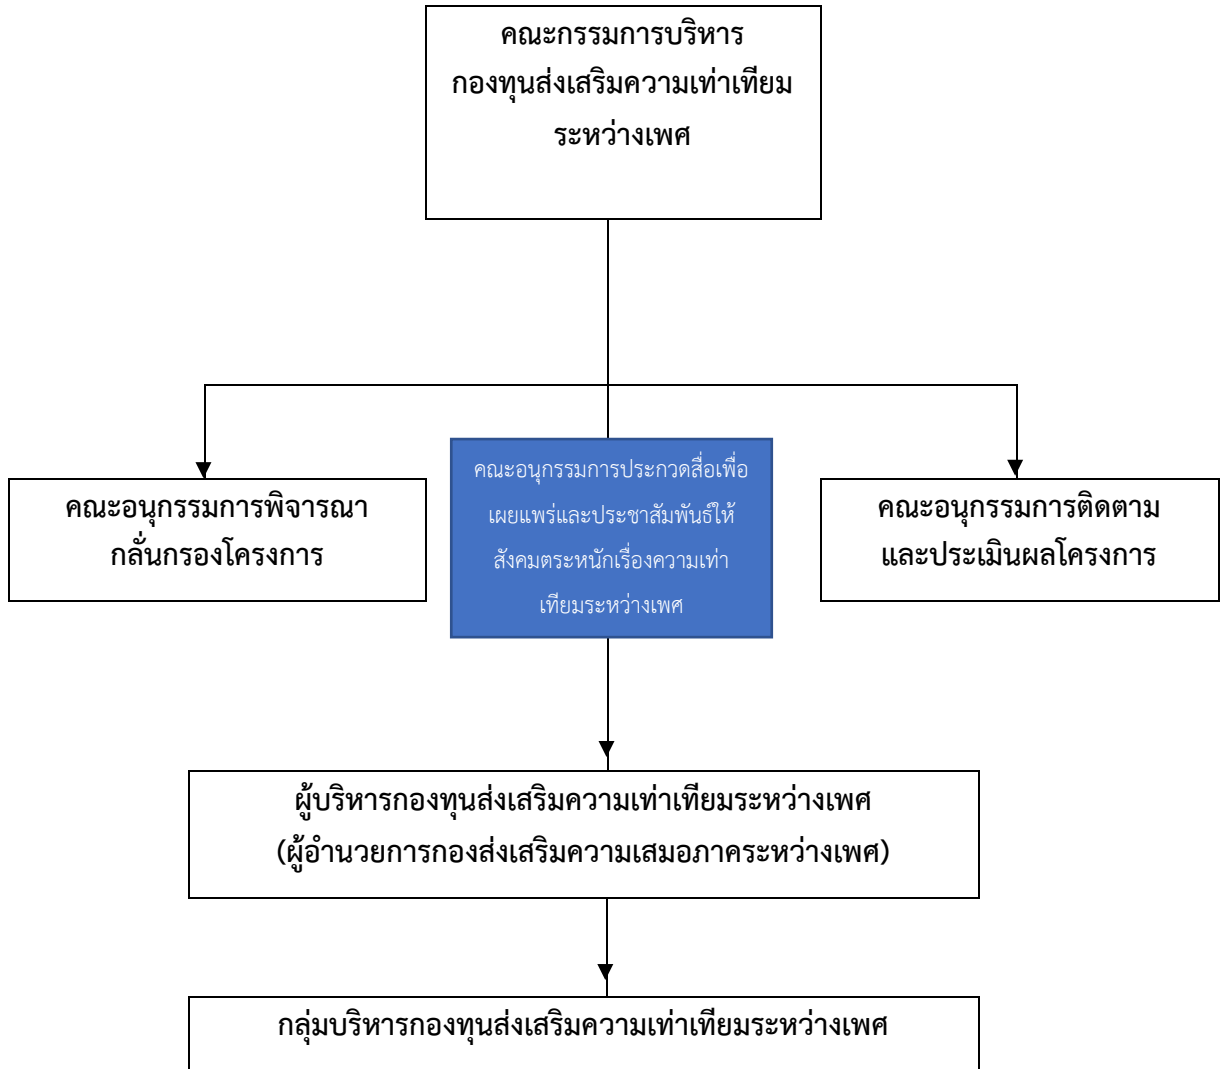 คณะกรรมการบริหาร
กองทุนส่งเสริมความเท่าเทียม
ระหว่างเพศ
คณะอนุกรรมการพิจารณา
กลั่นกรองโครงการ
คณะอนุกรรมการประกวดสื่อเพื่อ
เผยแพร่และประชาสัมพันธ์ให้
สังคมตระหนักเรื่องความเท่า
เทียมระหว่างเพศ
คณะอนุกรรมการติดตาม
และประเมินผลโครงการ
ผู้บริหารกองทุนส่งเสริมความเท่าเทียมระหว่างเพศ
(ผู้อำนวยการกองส่งเสริมความเสมอภาคระหว่างเพศ)
กลุ่มบริหารกองทุนส่งเสริมความเท่าเทียมระหว่างเพศ